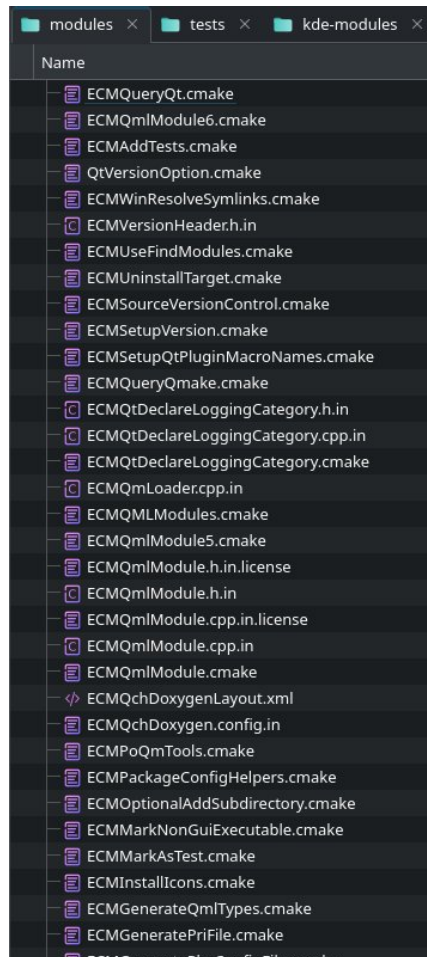 modules
tests
kde-modules
Name
ECMQueryQt.cmake
ECMQmlModule6.cmake
ECMAddTests.cmake
QtVersionOption.cmake
ECMWinResolveSymlinks.cmake
ECMVersionHeader.h.in
ECMUseFindModules.cmake
ECMUninstallTarget.cmake
ECMSourceVersionControl.cmake
ECMSetupVersion.cmake
ECMSetupQtPluginMacroNames.cmake
ECMQueryQmake.cmake
ECMQtDeclareLoggingCategory.h.in
ECMQtDeclareLoggingCategory.cpp.in
ECMQtDeclareLoggingCategory.cmake
ECMQmLoader.cpp.in
ECMQMLModules.cmake
ECMQmlModule5.cmake
ECMQmlModule.h.in.license
ECMQmlModule.h.in
ECMQmlModule.cpp.in.license
ECMQmlModule.cpp.in
ECMQmlModule.cmake
ECMQchDoxygenLayout.xml
ECMQchDoxygen.config.in
ECMPoQmTools.cmake
ECMPackageConfigHelpers.cmake
ECMOptionalAddSubdirectory.cmake
ECMMarkNonGuiExecutable.cmake
ECMMarkAsTest.cmake
ECMInstallIcons.cmake
ECMGenerateQmlTypes.cmake
ECMGeneratePriFile.cmake